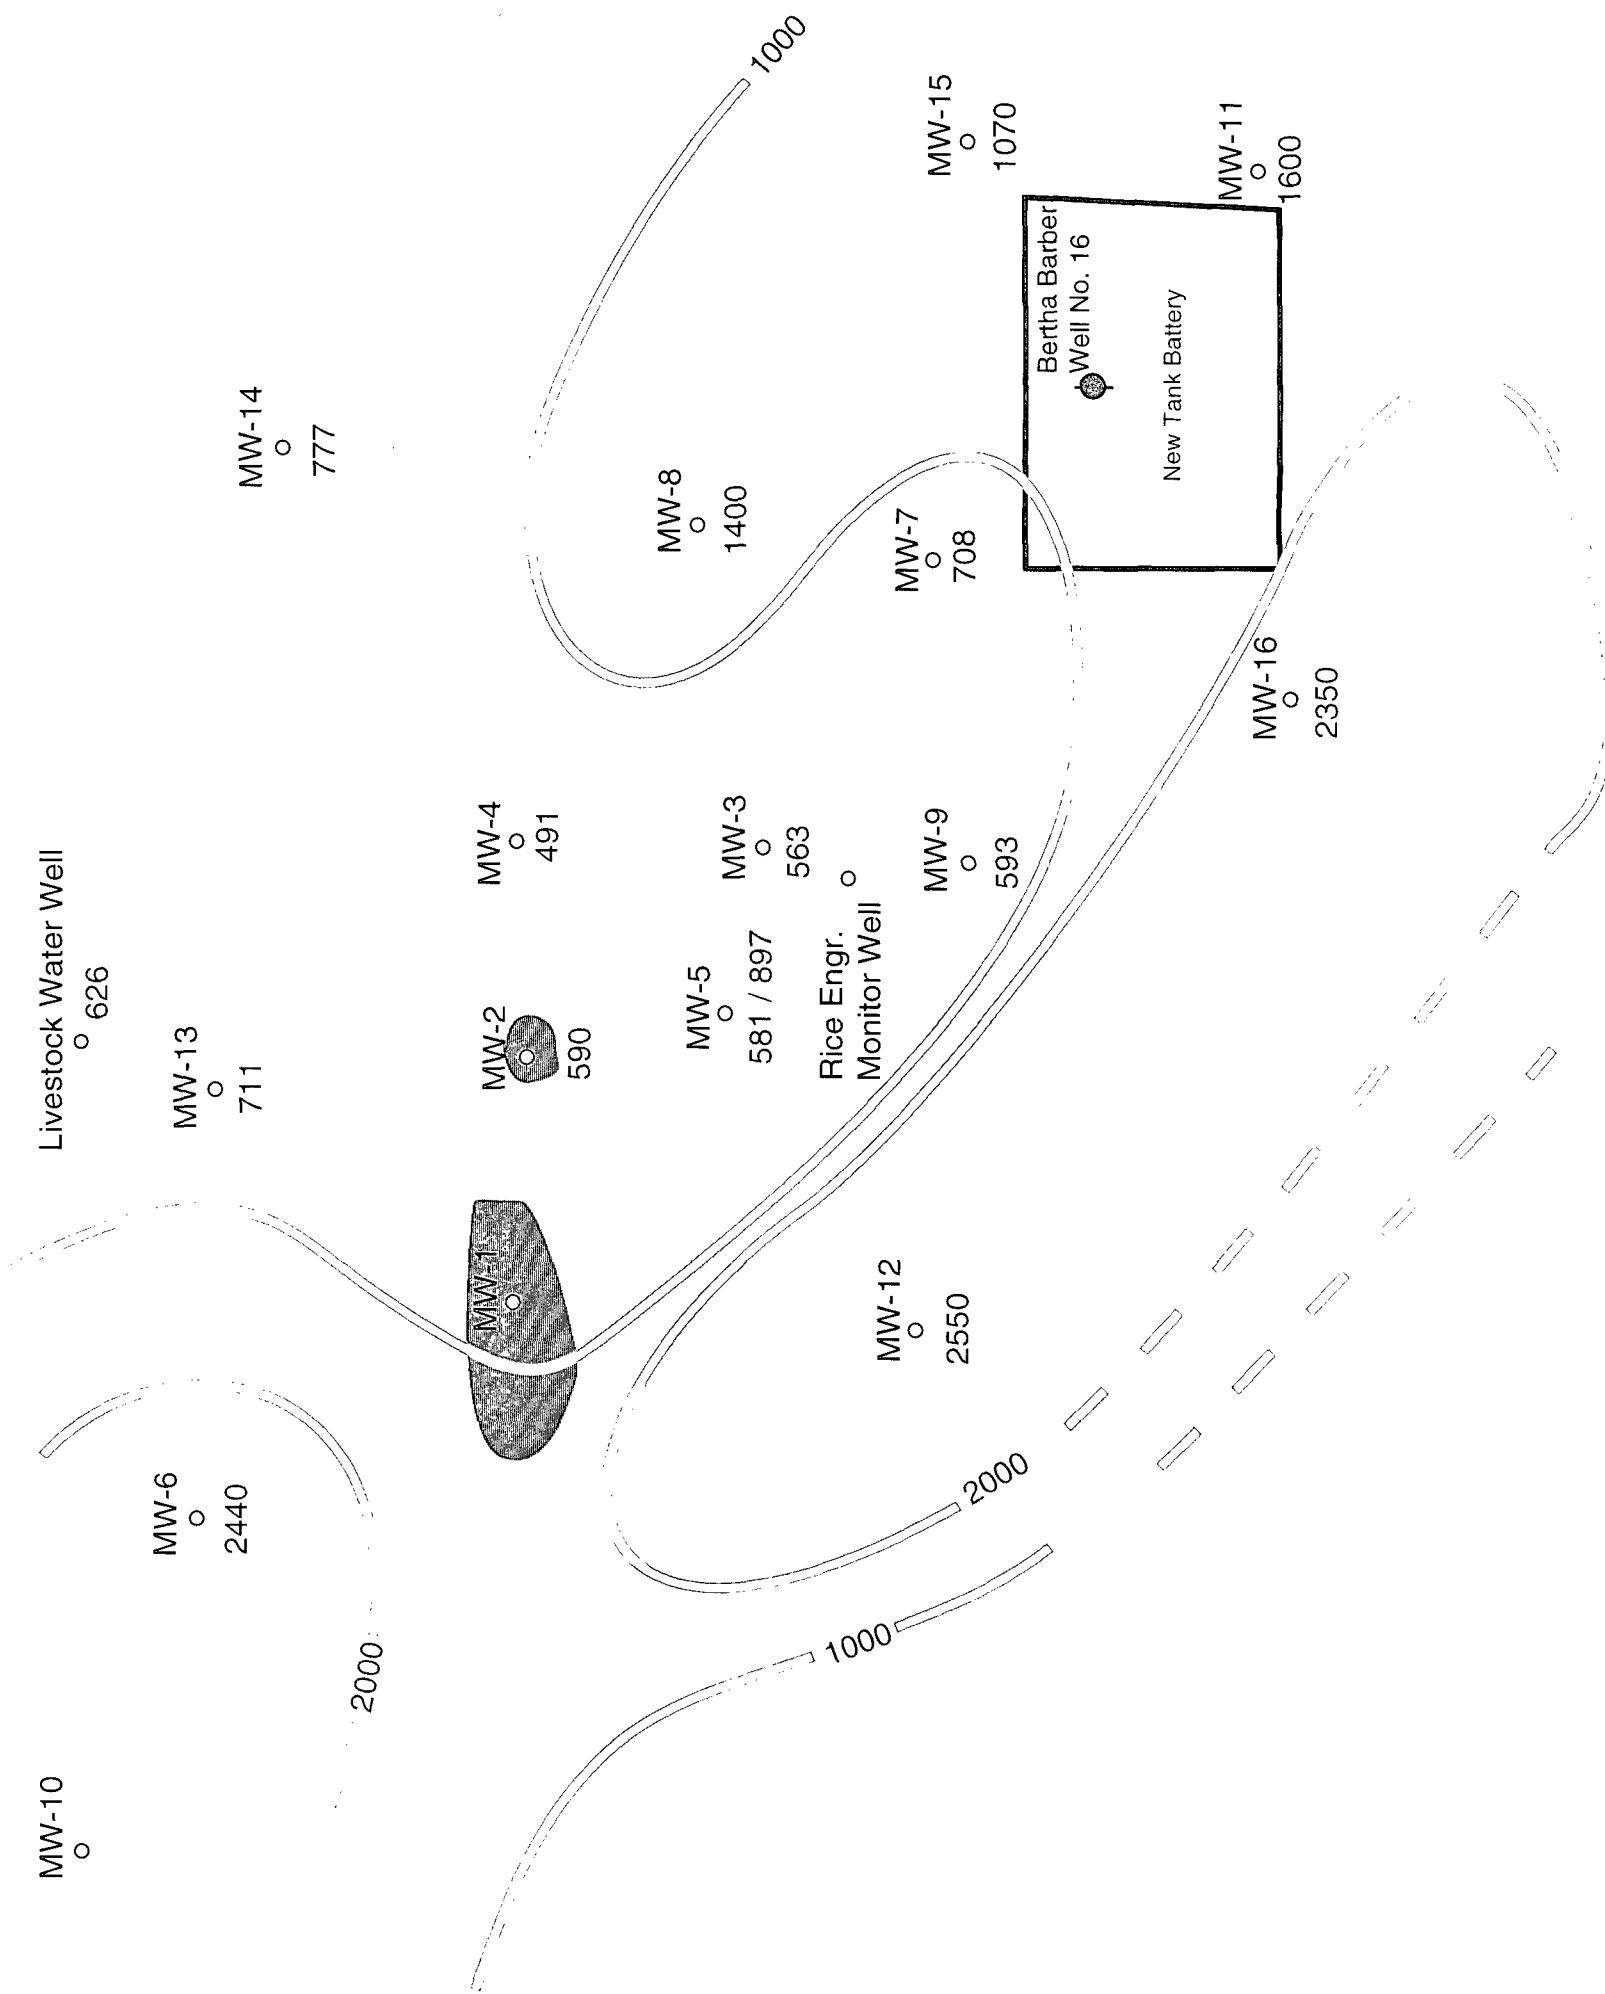 Livestock Water Well
626
MW-13
711
MW-10
MW-6
2440
2000
MW-14
777
MW-4
491
MW-2
590
MW-1
MW-8
1400
1000
MW-3
563
MW-5
581 / 897
Rice Engr.
Monitor Well
MW-7
708
MW-9
593
MW-15
1070
MW-11
1600
Bertha Barber
Well No. 16
New Tank Battery
MW-16
2350
MW-12
2550
2000
1000